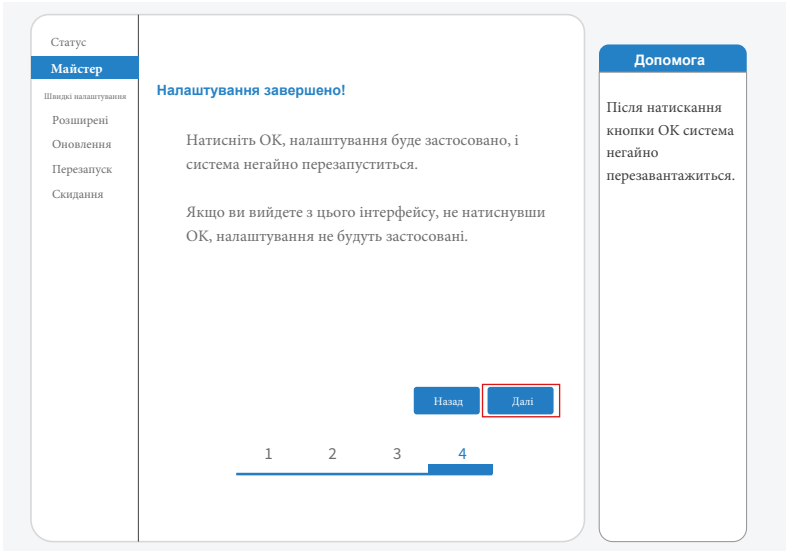 Статус
Майстер
Швидкі налаштування
Розширені
Оновлення
Перезапуск
Скидання
Налаштування завершено!
Натисніть OK, налаштування буде застосовано, і
система негайно перезапуститься.
Якщо ви вийдете з цього інтерфейсу, не натиснувши
OK, налаштування не будуть застосовані.
Назад
Далі
1 2 3 4
Допомога
Після натискання
кнопки OK система
негайно
перезавантажиться.